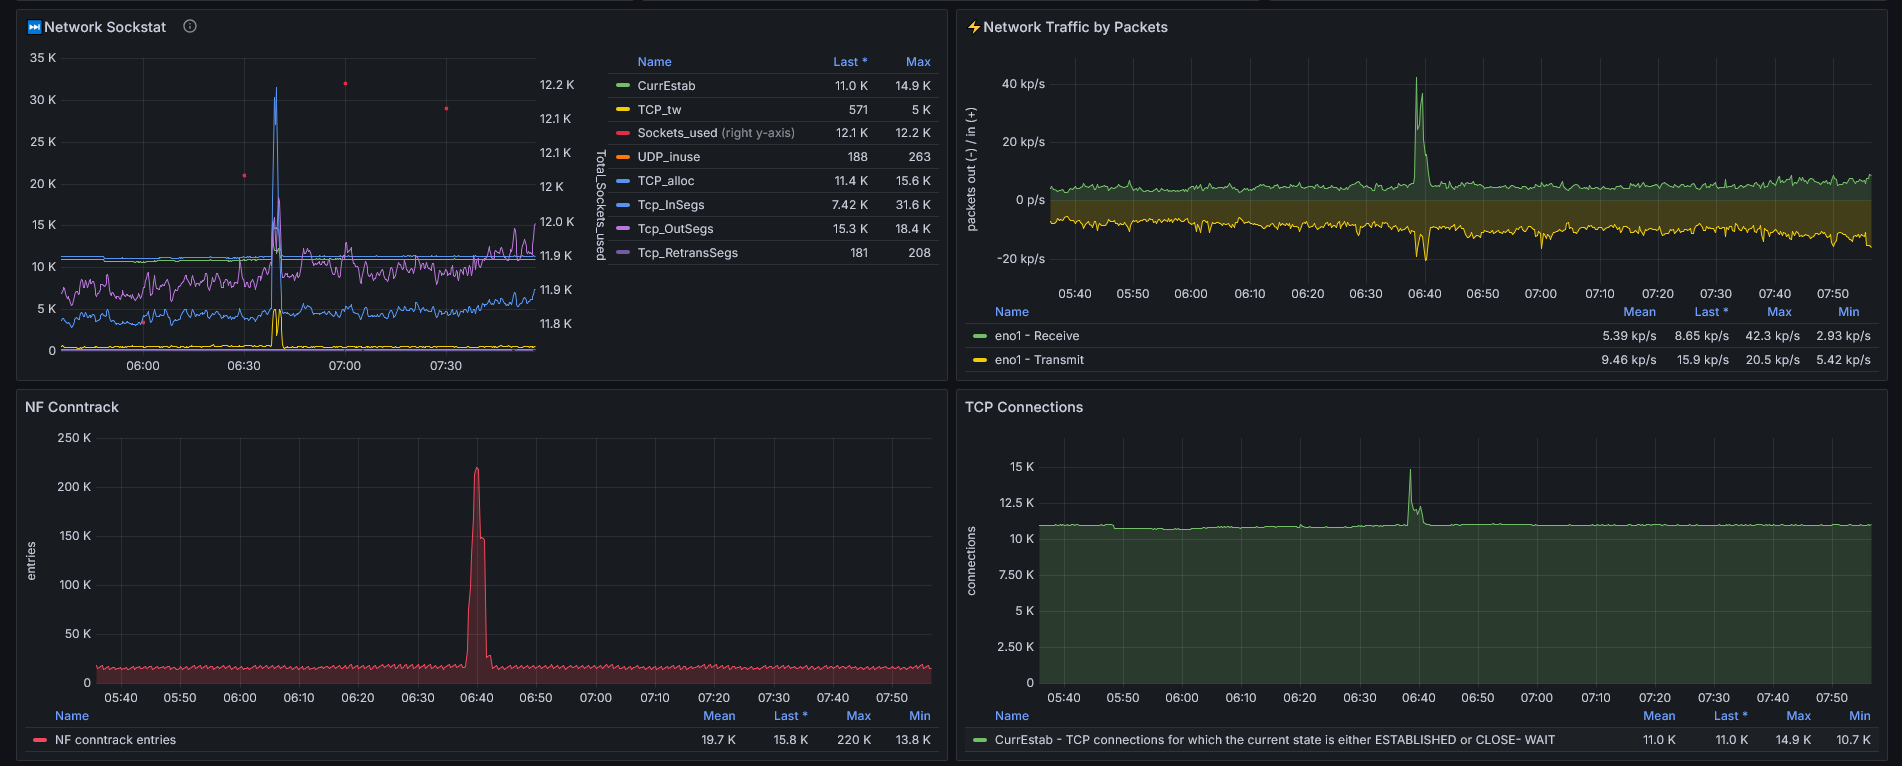 Network Sockstat
35 K
30 K
25 K
20 K
15 K
10 K
5 K
0
12.2 K
12.1 K
12.1 K
12 K
12.0 K
11.9 K
11.9 K
11.8 K
Total_Sockets_used
06:00 06:30 07:00 07:30
Name Last * Max
CurrEstab 11.0 K 14.9 K
TCP_tw 571 5 K
Sockets_used (right y-axis) 12.1 K 12.2 K
UDP_inuse 188 263
TCP_alloc 11.4 K 15.6 K
Tcp_InSegs 7.42 K 31.6 K
Tcp_OutSegs 15.3 K 18.4 K
Tcp_RetransSegs 181 208
Network Traffic by Packets
packets out (-) / in (+)
40 kp/s
20 kp/s
0 p/s
-20 kp/s
05:40 05:50 06:00 06:10 06:20 06:30 06:40 06:50 07:00 07:10 07:20 07:30 07:40 07:50
Name Mean Last * Max Min
eno1 - Receive 5.39 kp/s 8.65 kp/s 42.3 kp/s 2.93 kp/s
eno1 - Transmit 9.46 kp/s 15.9 kp/s 20.5 kp/s 5.42 kp/s
NF Conntrack
entries
250 K
200 K
150 K
100 K
50 K
0
05:40 05:50 06:00 06:10 06:20 06:30 06:40 06:50 07:00 07:10 07:20 07:30 07:40 07:50
Name Mean Last * Max Min
NF conntrack entries 19.7 K 15.8 K 220 K 13.8 K
TCP Connections
connections
15 K
12.5 K
10 K
7.50 K
5 K
2.50 K
0
05:40 05:50 06:00 06:10 06:20 06:30 06:40 06:50 07:00 07:10 07:20 07:30 07:40 07:50
Name Mean Last * Max Min
CurrEstab - TCP connections for which the current state is either ESTABLISHED or CLOSE- WAIT 11.0 K 11.0 K 14.9 K 10.7 K